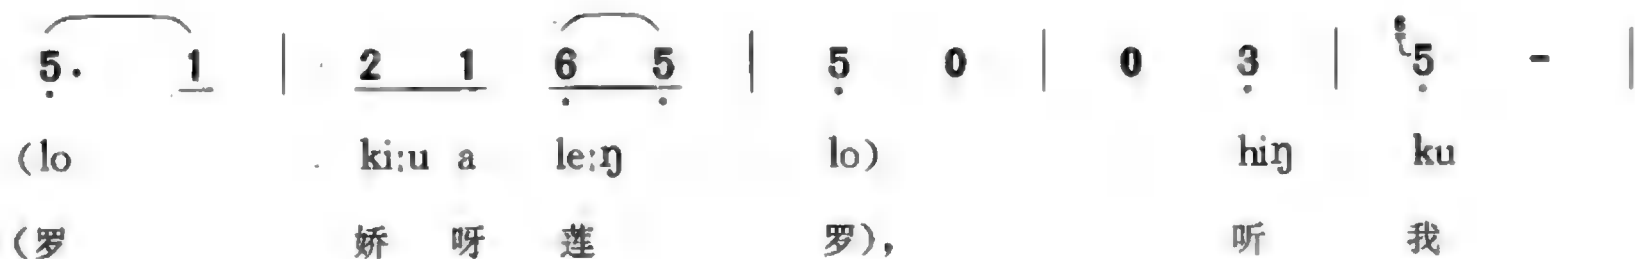 5. 1 | 2 1 6 5 | 5 0 | 0 3 | 6 5 - |
(lo ki:u a le:ŋ lo) hiŋ ku
(罗 娇 呀 莲 罗)， 听 我